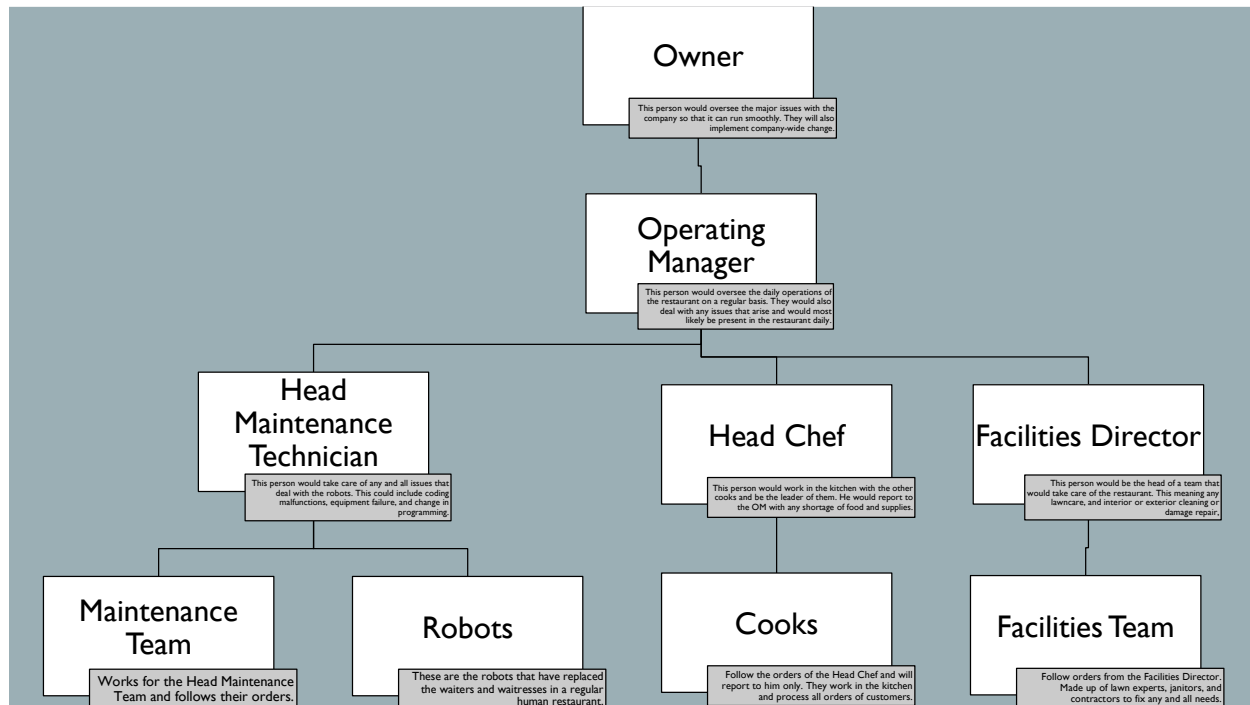 Owner
This person would oversee the major issues with the
company so that it can run smoothly. They will also
implement company-wide change.
Operating
Manager
This person would oversee the daily operations of
the restaurant on a regular basis. They would also
deal with any issues that arise and would most
likely be present in the restaurant daily.
Head
Maintenance
Technician
This person would take care of any and all issues that
deal with the robots. This could include coding
malfunctions, equipment failure, and change in
programming.
Head Chef
This person would work in the kitchen with the other
cooks and be the leader of them. He would report to
the OM with any shortage of food and supplies.
Facilities Director
This person would be the head of a team that
would take care of the restaurant. This meaning any
lawncare, and interior or exterior cleaning or
damage repair,
Maintenance
Team
Works for the Head Maintenance
Team and follows their orders.
Robots
These are the robots that have replaced
the waiters and waitresses in a regular
human restaurant.
Cooks
Follow the orders of the Head Chef and will
report to him only. They work in the kitchen
and process all orders of customers.
Facilities Team
Follow orders from the Facilities Director.
Made up of lawn experts, janitors, and
contractors to fix any and all needs.